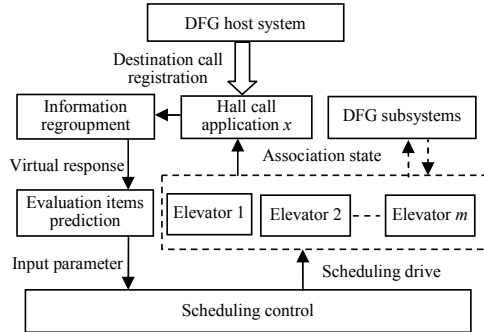 DFG host system
Destination call
registration
Information
regroupment
Hall call
application x
DFG subsystems
Virtual response
Association state
Evaluation items
prediction
Elevator 1
Elevator 2
Elevator m
Input parameter
Scheduling drive
Scheduling control